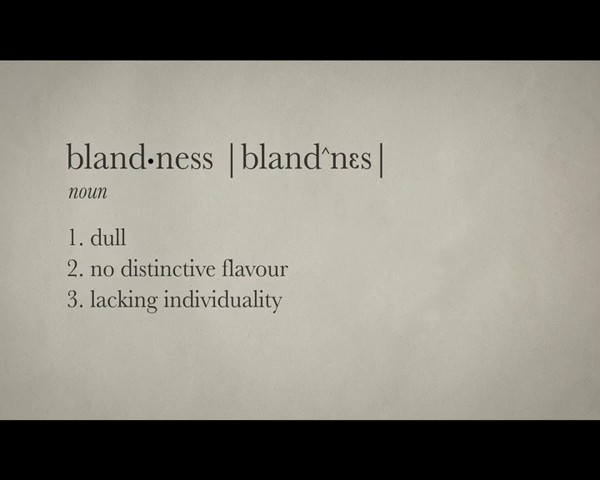 bland•ness |bland^nɛs|
noun
1. dull
2. no distinctive flavour
3. lacking individuality